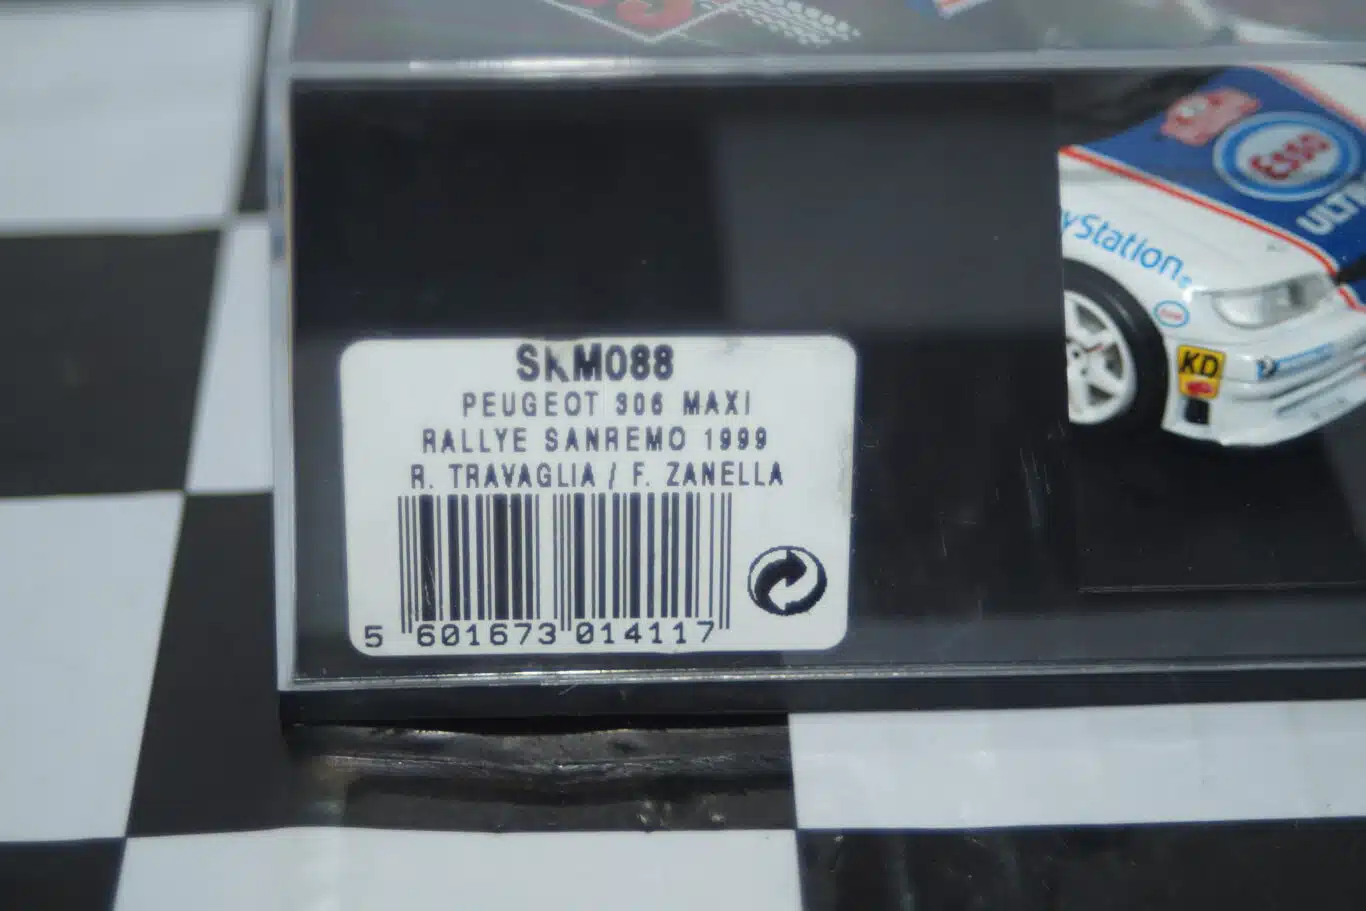 Esso
ULT
yStation
KD
SKM088
PEUGEOT 306 MAXI
RALLYE SANREMO 1999
R. TRAVAGLIA / F. ZANELLA
5 601673 014117